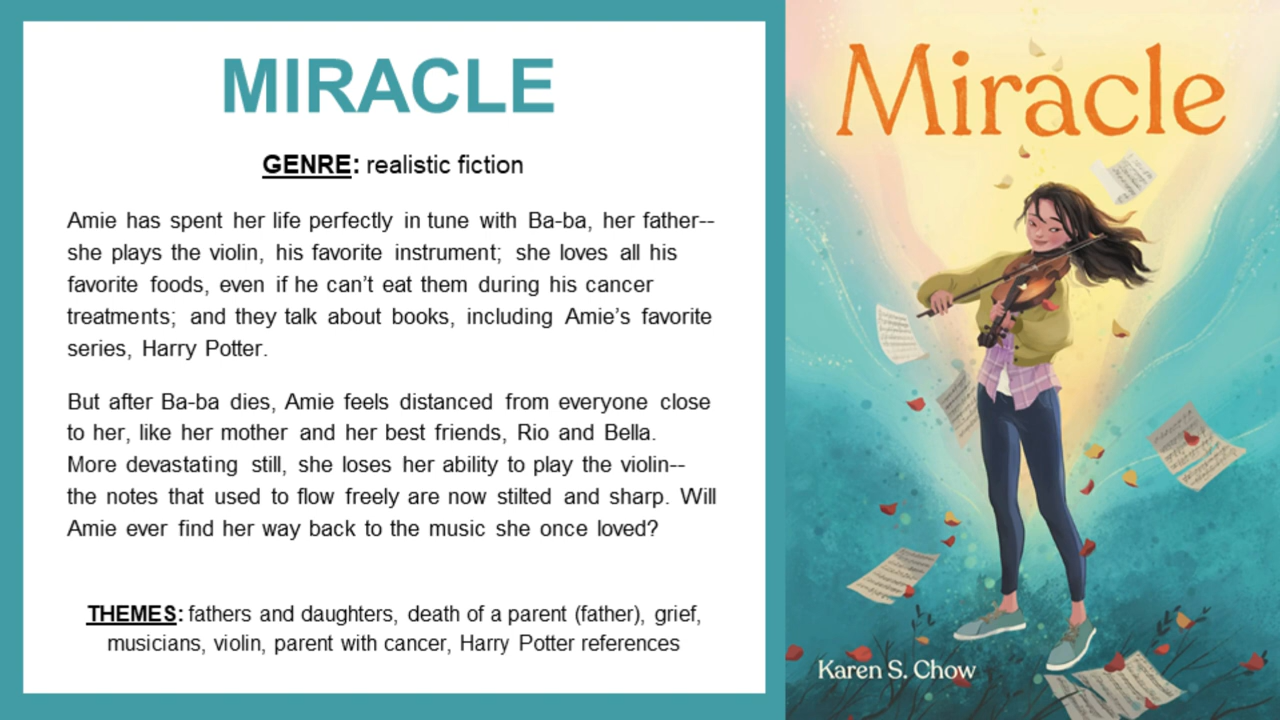 MIRACLE
GENRE: realistic fiction
Amie has spent her life perfectly in tune with Ba-ba, her father--
she plays the violin, his favorite instrument; she loves all his
favorite foods, even if he can’t eat them during his cancer
treatments; and they talk about books, including Amie’s favorite
series, Harry Potter.
But after Ba-ba dies, Amie feels distanced from everyone close
to her, like her mother and her best friends, Rio and Bella.
More devastating still, she loses her ability to play the violin--
the notes that used to flow freely are now stilted and sharp. Will
Amie ever find her way back to the music she once loved?
THEMES: fathers and daughters, death of a parent (father), grief,
musicians, violin, parent with cancer, Harry Potter references
Miracle
Karen S. Chow